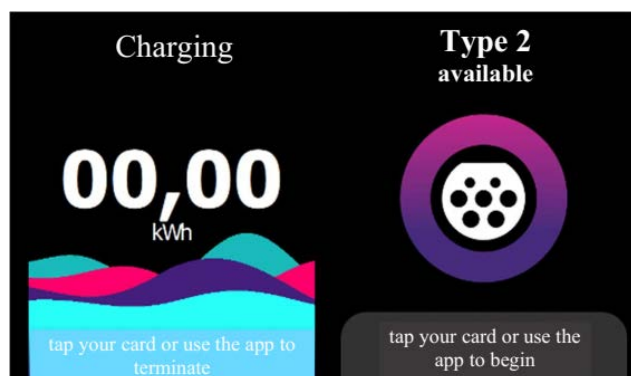 Charging
00,00
kWh
tap your card or use the app to
terminate
Type 2
available
tap your card or use the
app to begin